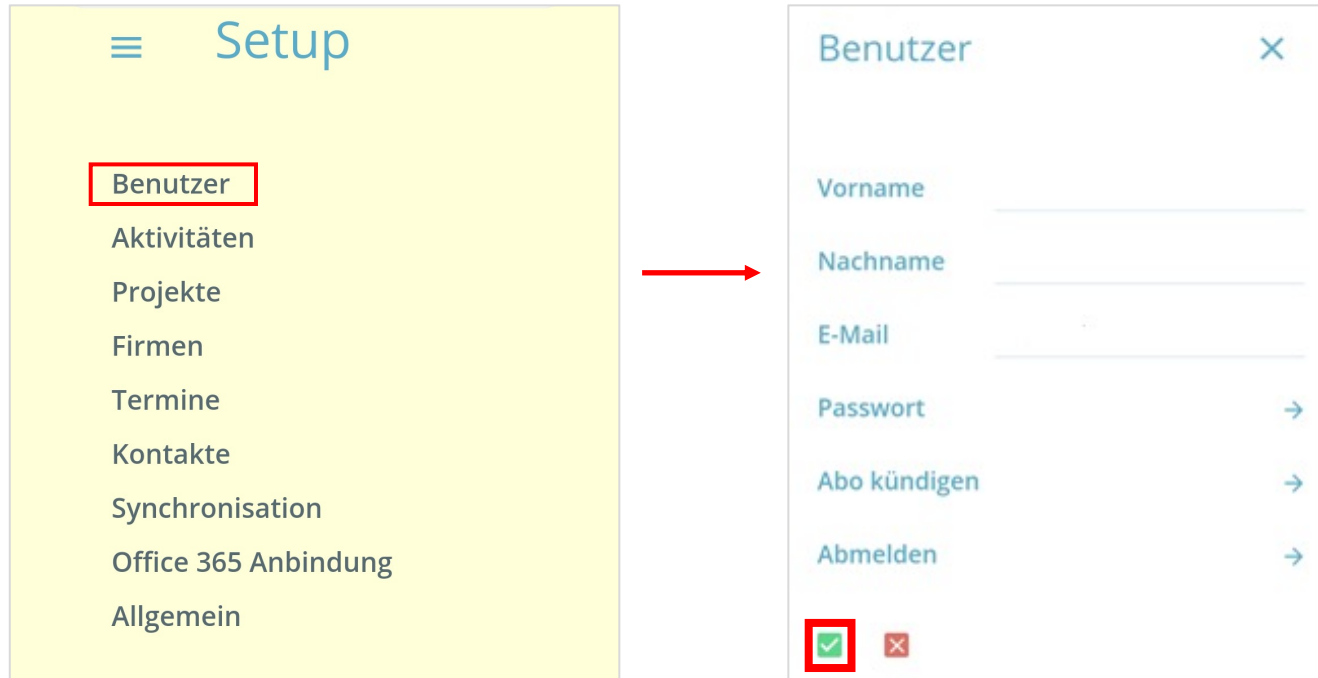 Setup
Benutzer
Aktivitäten
Projekte
Firmen
Termine
Kontakte
Synchronisation
Office 365 Anbindung
Allgemein
Benutzer
Vorname
Nachname
E-Mail
Passwort
Abo kündigen
Abmelden